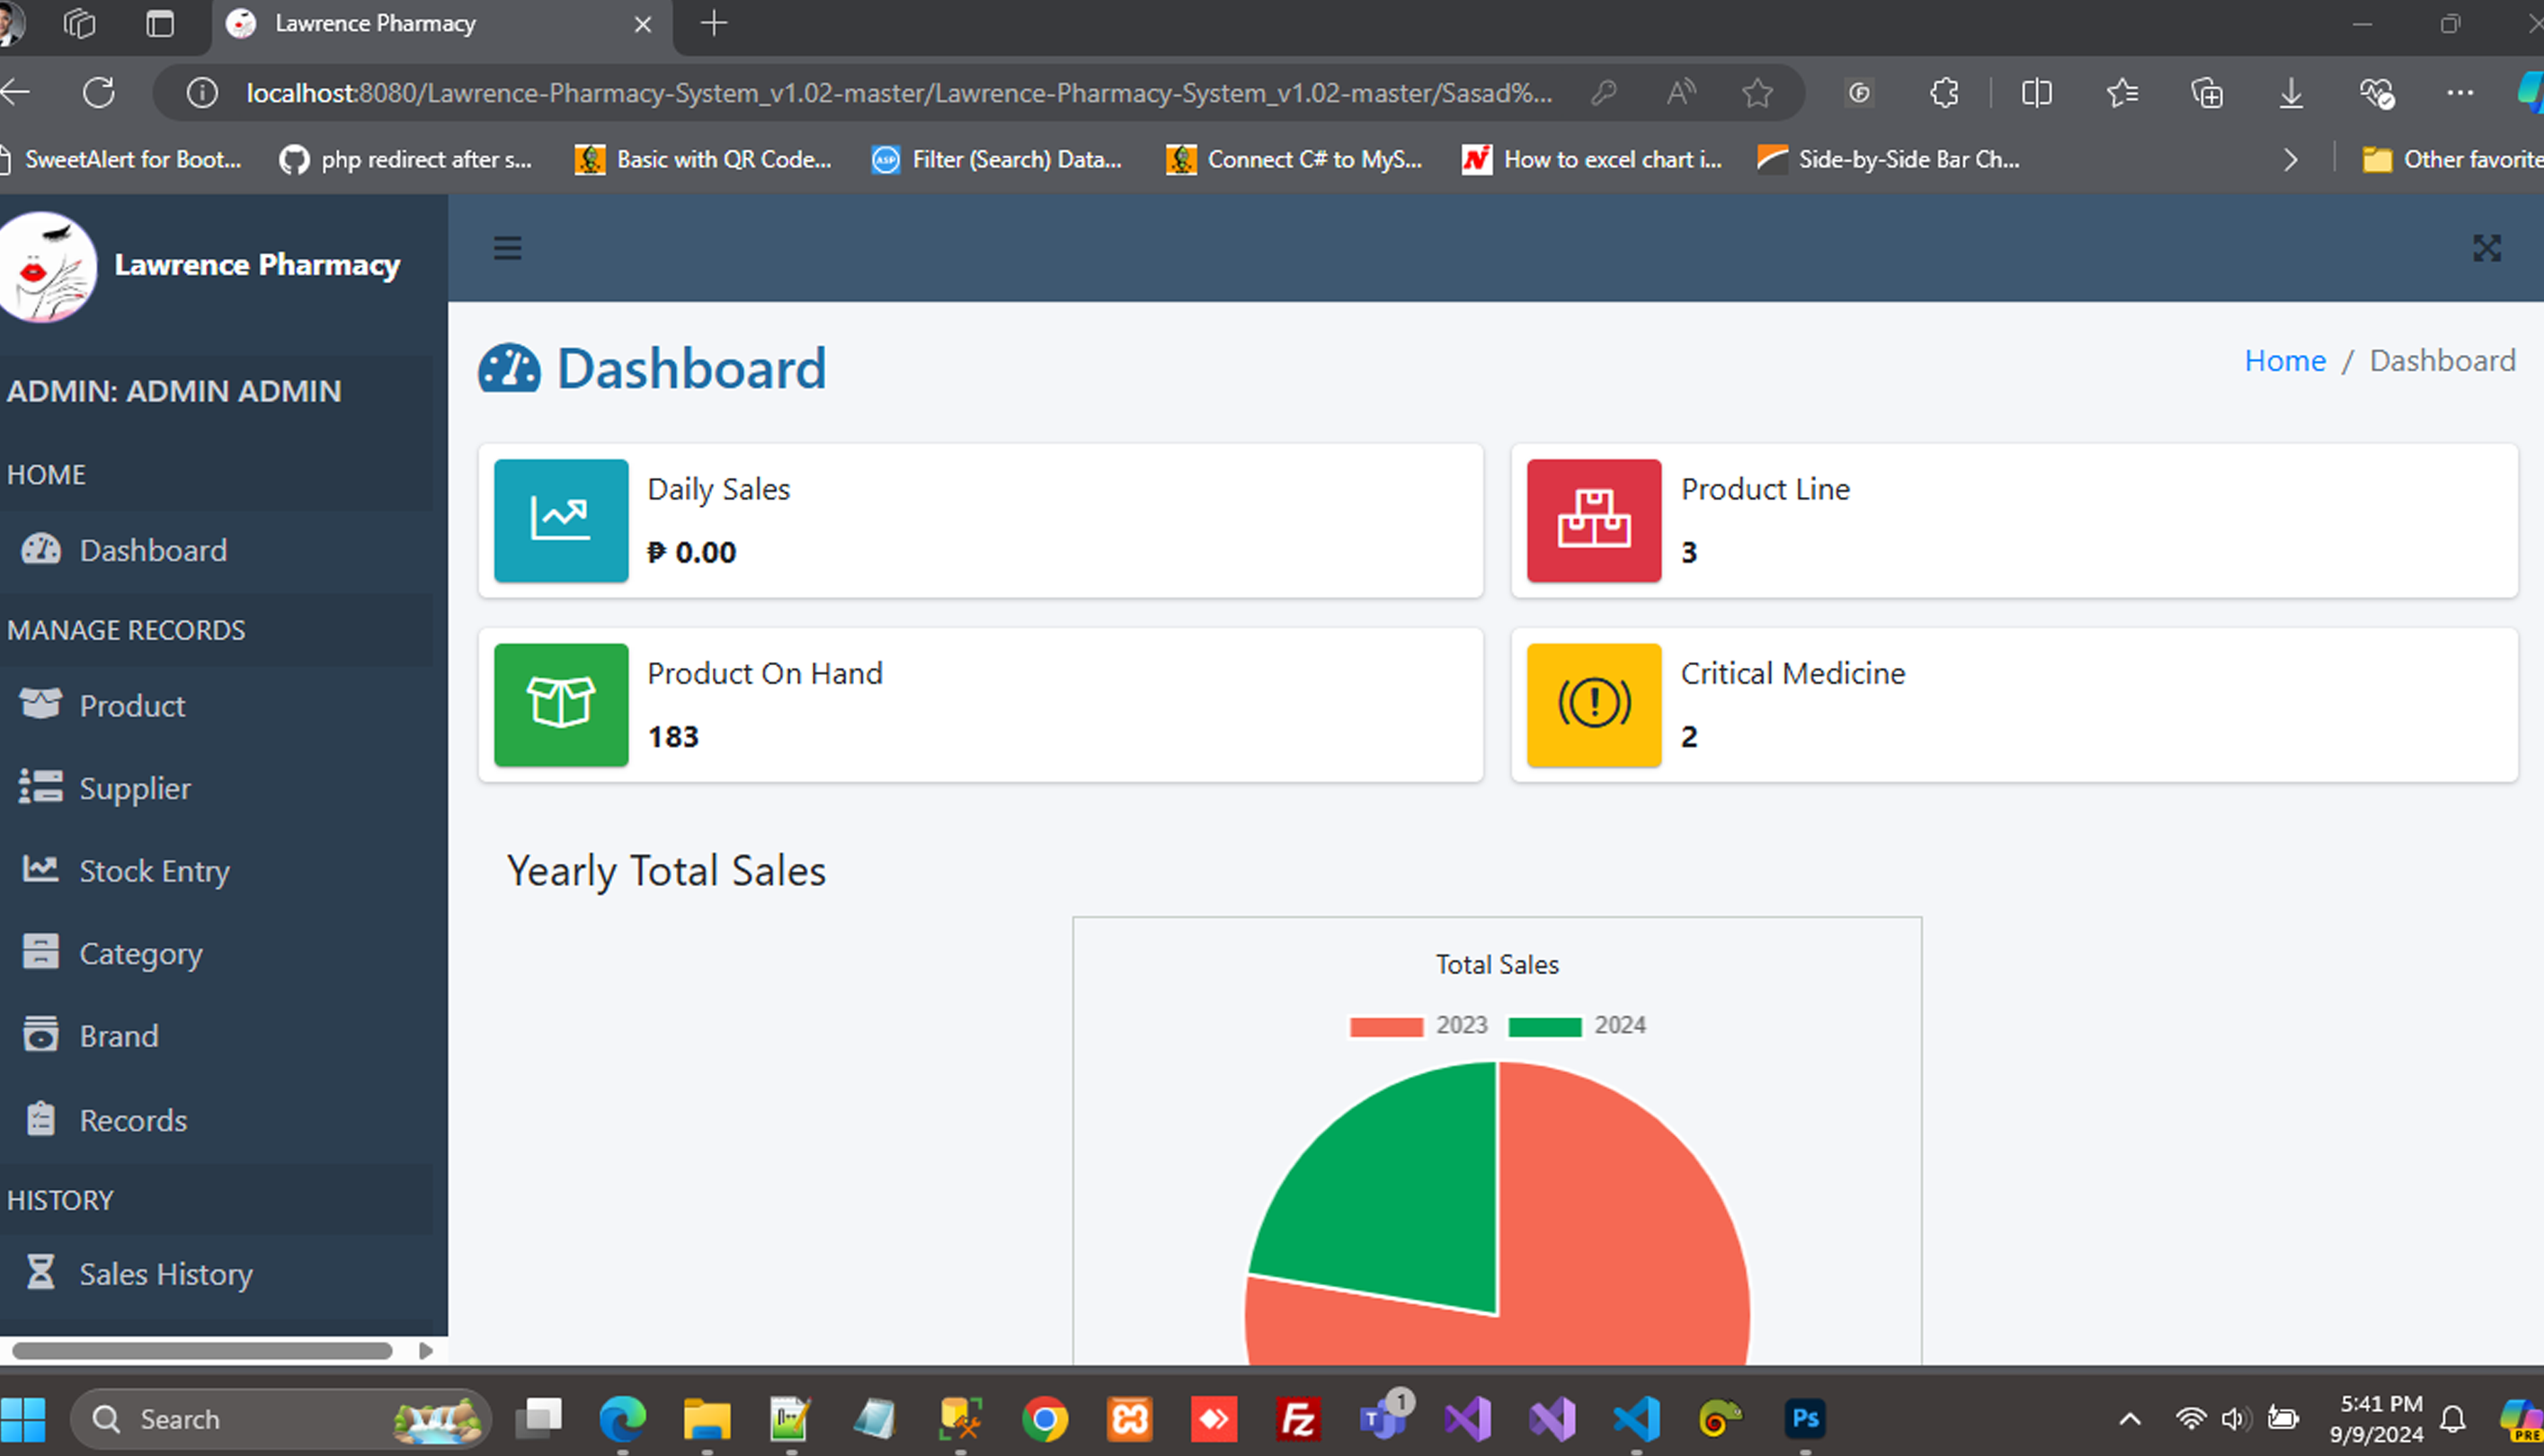 Lawrence Pharmacy
localhost:8080/Lawrence-Pharmacy-System_v1.02-master/Lawrence-Pharmacy-System_v1.02-master/Sasad%...
SweetAlert for Boot... php redirect after s... Basic with QR Code... ASP Filter (Search) Data... Connect C# to MyS... How to excel chart i... Side-by-Side Bar Ch... Other favorite
Lawrence Pharmacy
ADMIN: ADMIN ADMIN
HOME
Dashboard
MANAGE RECORDS
Product
Supplier
Stock Entry
Category
Brand
Records
HISTORY
Sales History
Dashboard
Home / Dashboard
Daily Sales
₱ 0.00
Product Line
3
Product On Hand
183
Critical Medicine
2
Yearly Total Sales
Total Sales
2023 2024
Search
1
Ps
5:41 PM
9/9/2024
PRE